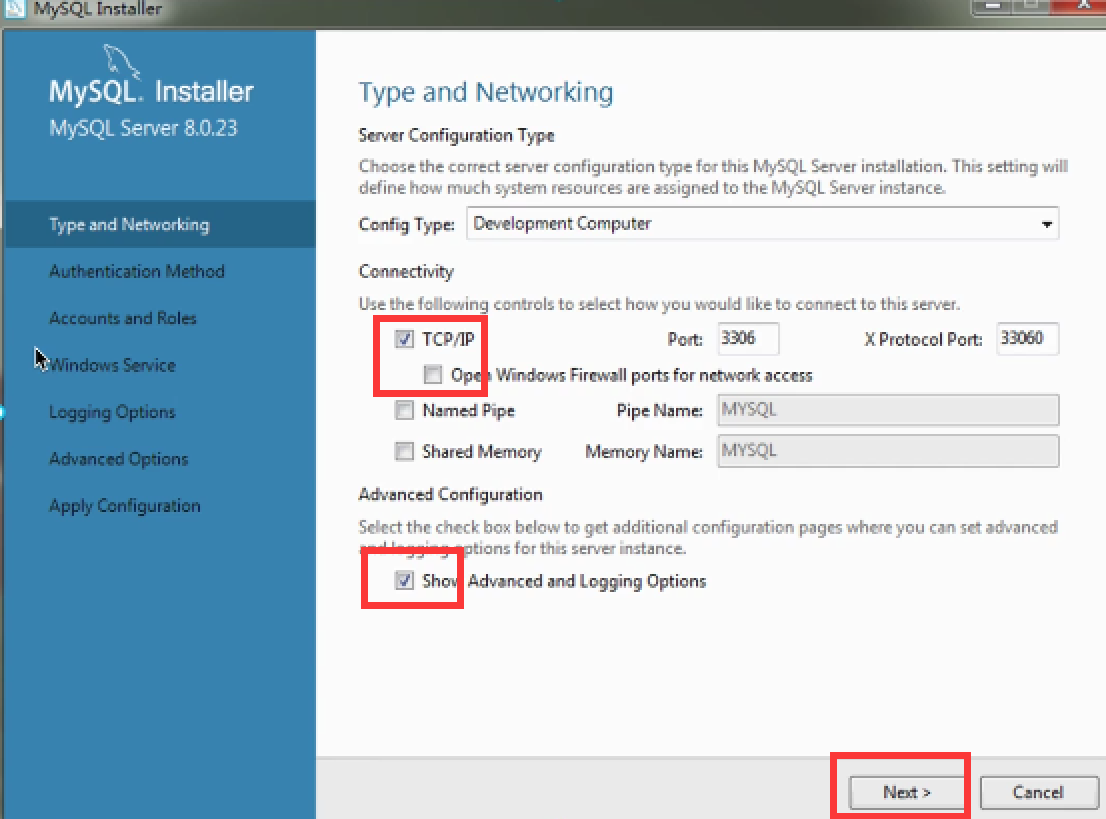 MySQL Installer
MySQL. Installer
MySQL Server 8.0.23
Type and Networking
Authentication Method
Accounts and Roles
Windows Service
Logging Options
Advanced Options
Apply Configuration
Type and Networking
Server Configuration Type
Choose the correct server configuration type for this MySQL Server installation. This setting will
define how much system resources are assigned to the MySQL Server instance.
Config Type: Development Computer
Connectivity
Use the following controls to select how you would like to connect to this server.
TCP/IP Port: 3306 X Protocol Port: 33060
Open Windows Firewall ports for network access
Named Pipe Pipe Name: MYSQL
Shared Memory Memory Name: MYSQL
Advanced Configuration
Select the check box below to get additional configuration pages where you can set advanced
and logging options for this server instance.
Show Advanced and Logging Options
Next > Cancel